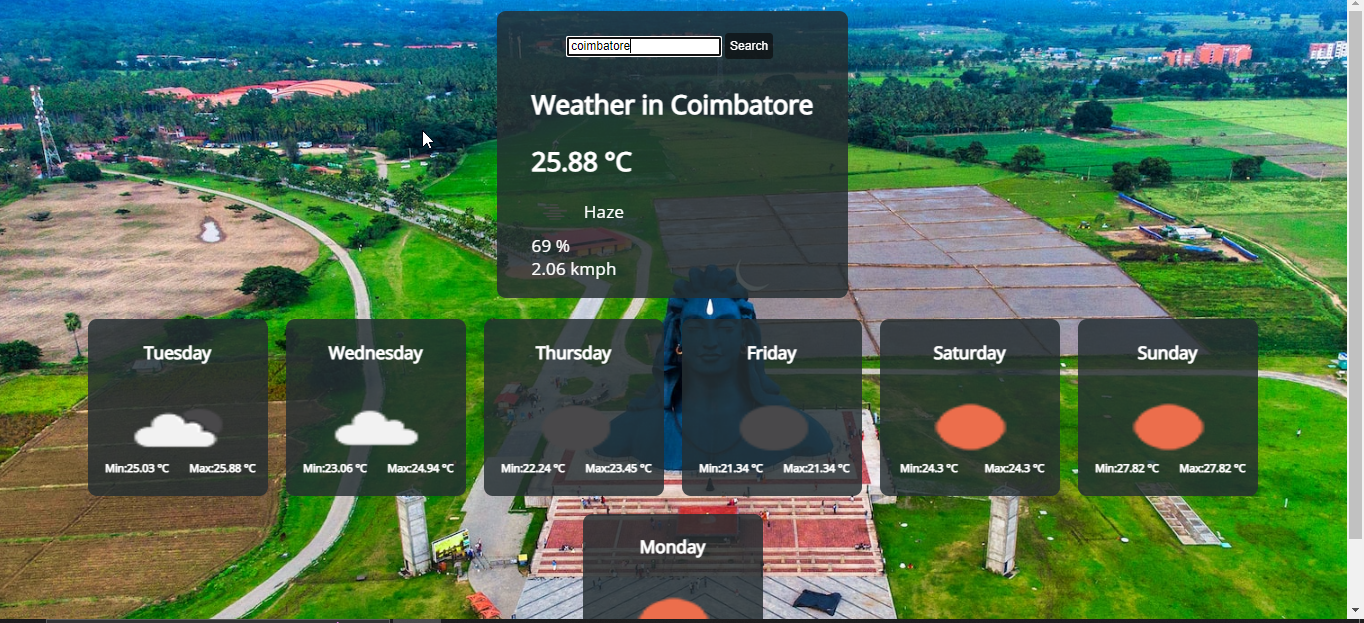 coimbatore Search
Weather in Coimbatore
25.88 °C
Haze
69 %
2.06 kmph
Tuesday Wednesday Thursday Friday Saturday Sunday
Min:25.03 °C Max:25.88 °C Min:23.06 °C Max:24.94 °C Min:22.24 °C Max:23.45 °C Min:21.34 °C Max:21.34 °C Min:24.3 °C Max:24.3 °C Min:27.82 °C Max:27.82 °C
Monday